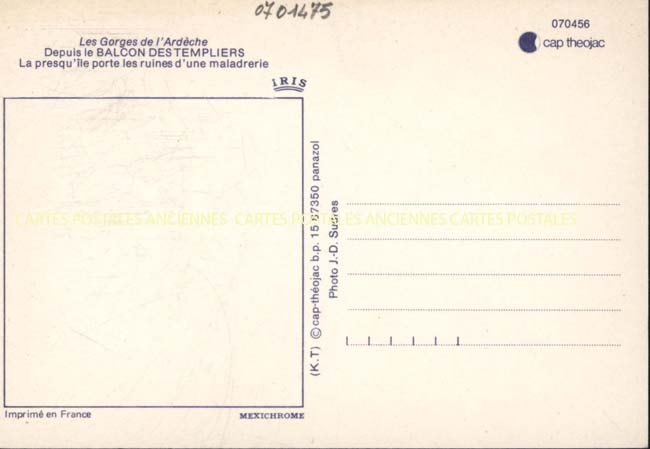 0701475
070456
cap theojac
Les Gorges de l'Ardèche
Depuis le BALCON DES TEMPLIERS
La presqu'île porte les ruines d'une maladrerie
iRIS
CARTES POSTALES ANCIENNES CARTES POSTALES ANCIENNES CARTES POSTALES
(K.T) © cap-théojac b.p. 15 87350 panazol
Photo J.-D. Sudres
Imprimé en France
MEXICHROME